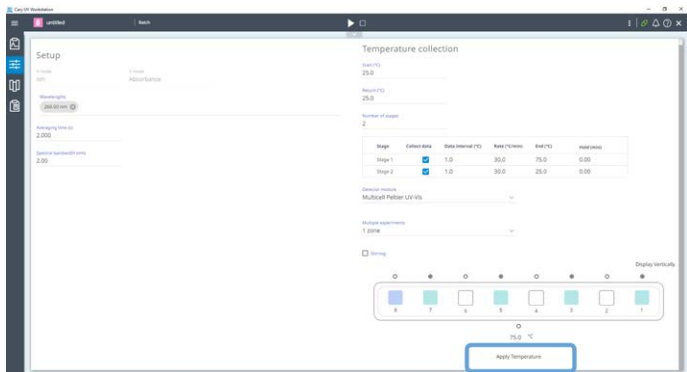 Cary UV Workstation
untitled
Batch
Setup
X mode
nm
Y mode
Absorbance
Wavelengths
260.00 nm
Averaging time (s)
2.000
Spectral bandwidth (nm)
2.00
Temperature collection
Start (°C)
25.0
Return (°C)
25.0
Number of stages
2
Stage Collect data Data interval (°C) Rate (°C/min) End (°C) Hold (min)
Stage 1 1.0 30.0 75.0 0.00
Stage 2 1.0 30.0 25.0 0.00
Detector module
Multicell Peltier UV-Vis
Multiple experiments
1 zone
Stirring
Display Vertically
8 7 6 5 4 3 2 1
75.0 °C
Apply Temperature